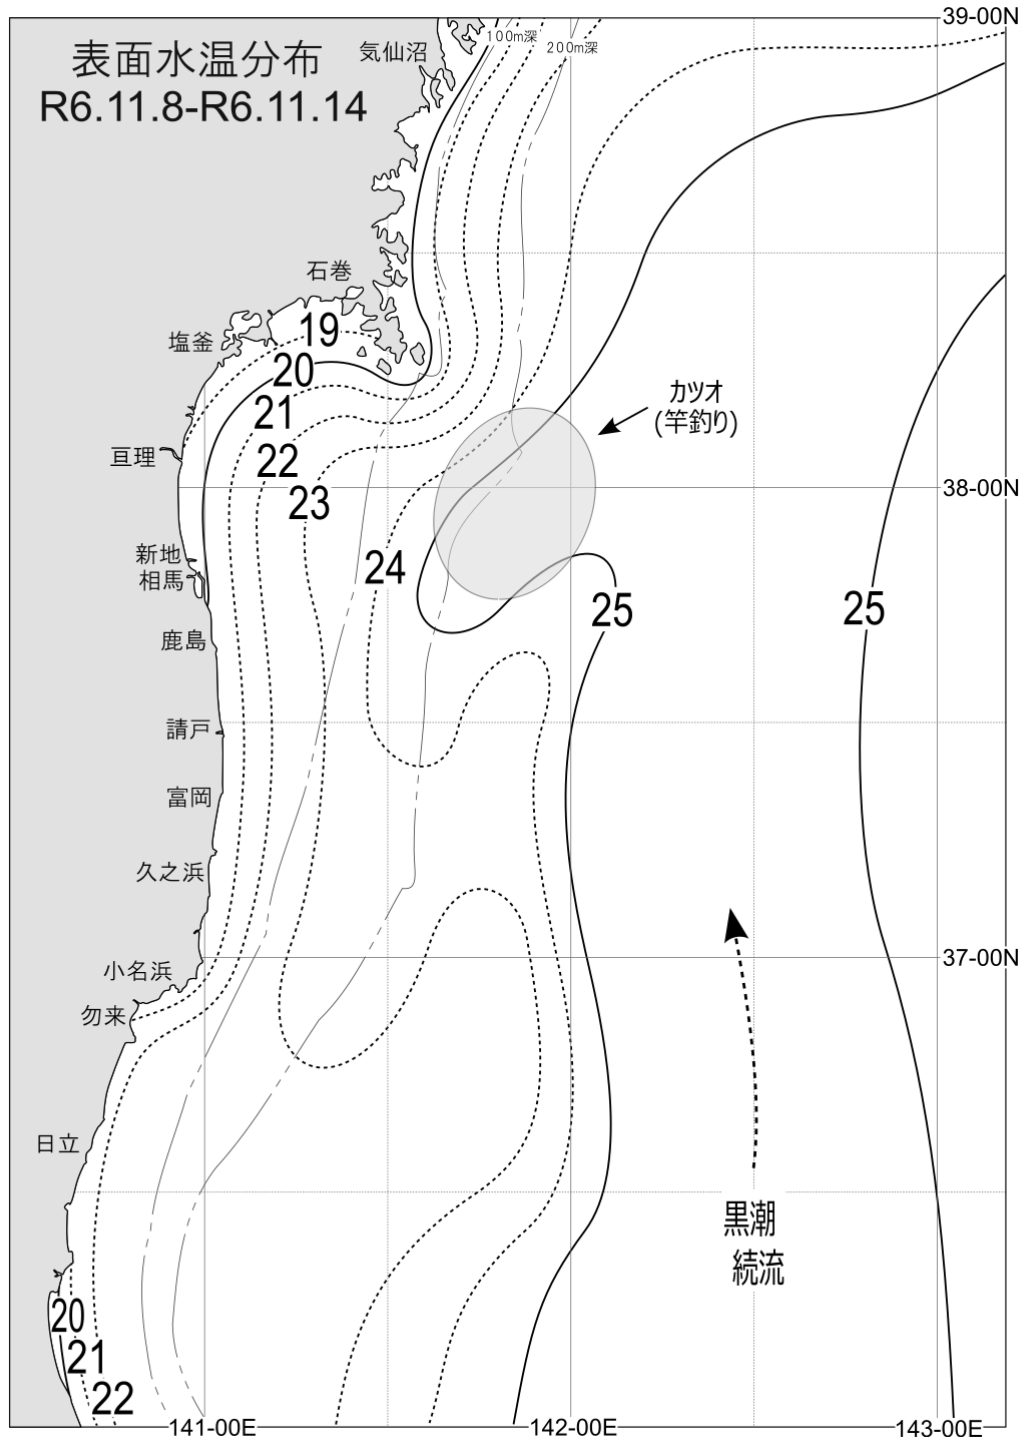 39-00N
100m深
200m深
気仙沼
表面水温分布
R6.11.8-R6.11.14
石巻
19
塩釜
20
カツオ
(竿釣り)
21
亘理
22
38-00N
23
新地
24
相馬
25
25
鹿島
請戸
富岡
久之浜
37-00N
小名浜
勿来
日立
黒潮
続流
20
21
22
141-00E
142-00E
143-00E